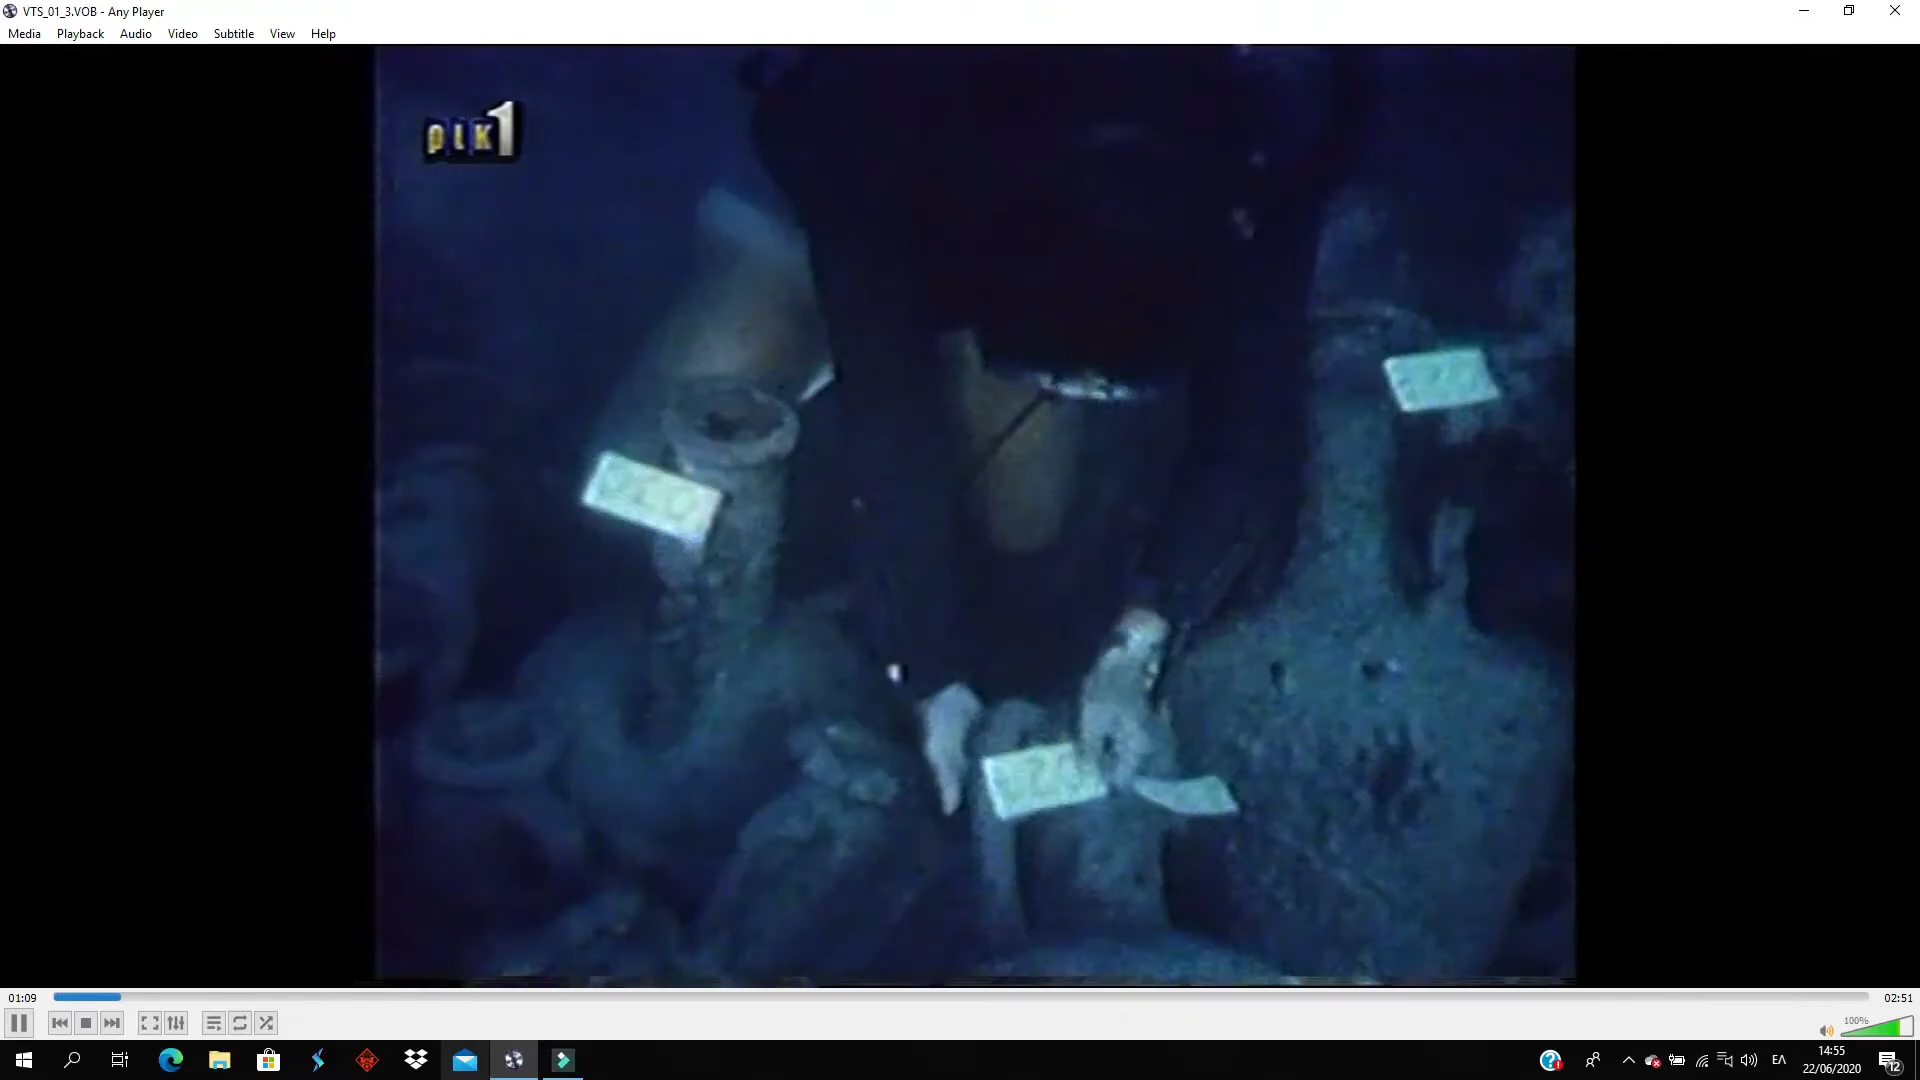 VTS_01_3.VOB - Any Player
Media Playback Audio Video Subtitle View Help
ρικ1
01:09
02:51
100%
14:55
ΕΛ
22/06/2020
12